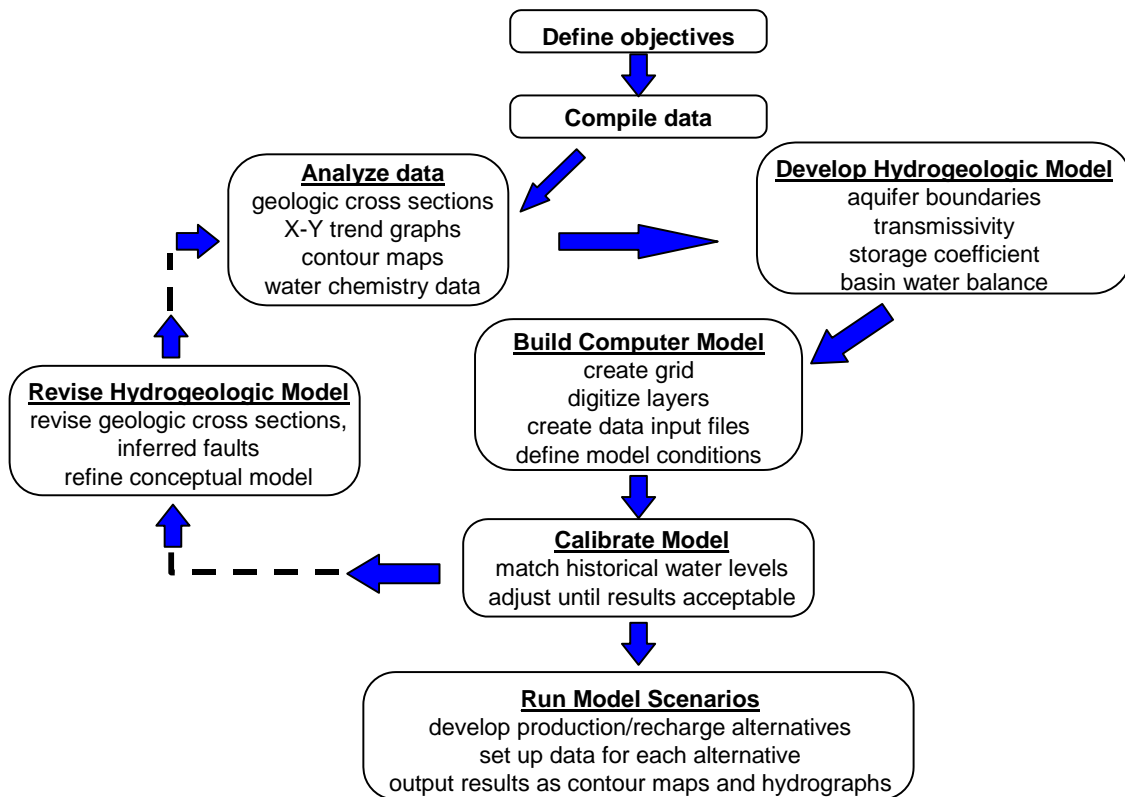 Define objectives
Compile data
Analyze data
geologic cross sections
X-Y trend graphs
contour maps
water chemistry data
Develop Hydrogeologic Model
aquifer boundaries
transmissivity
storage coefficient
basin water balance
Build Computer Model
create grid
digitize layers
create data input files
define model conditions
Revise Hydrogeologic Model
revise geologic cross sections,
inferred faults
refine conceptual model
Calibrate Model
match historical water levels
adjust until results acceptable
Run Model Scenarios
develop production/recharge alternatives
set up data for each alternative
output results as contour maps and hydrographs